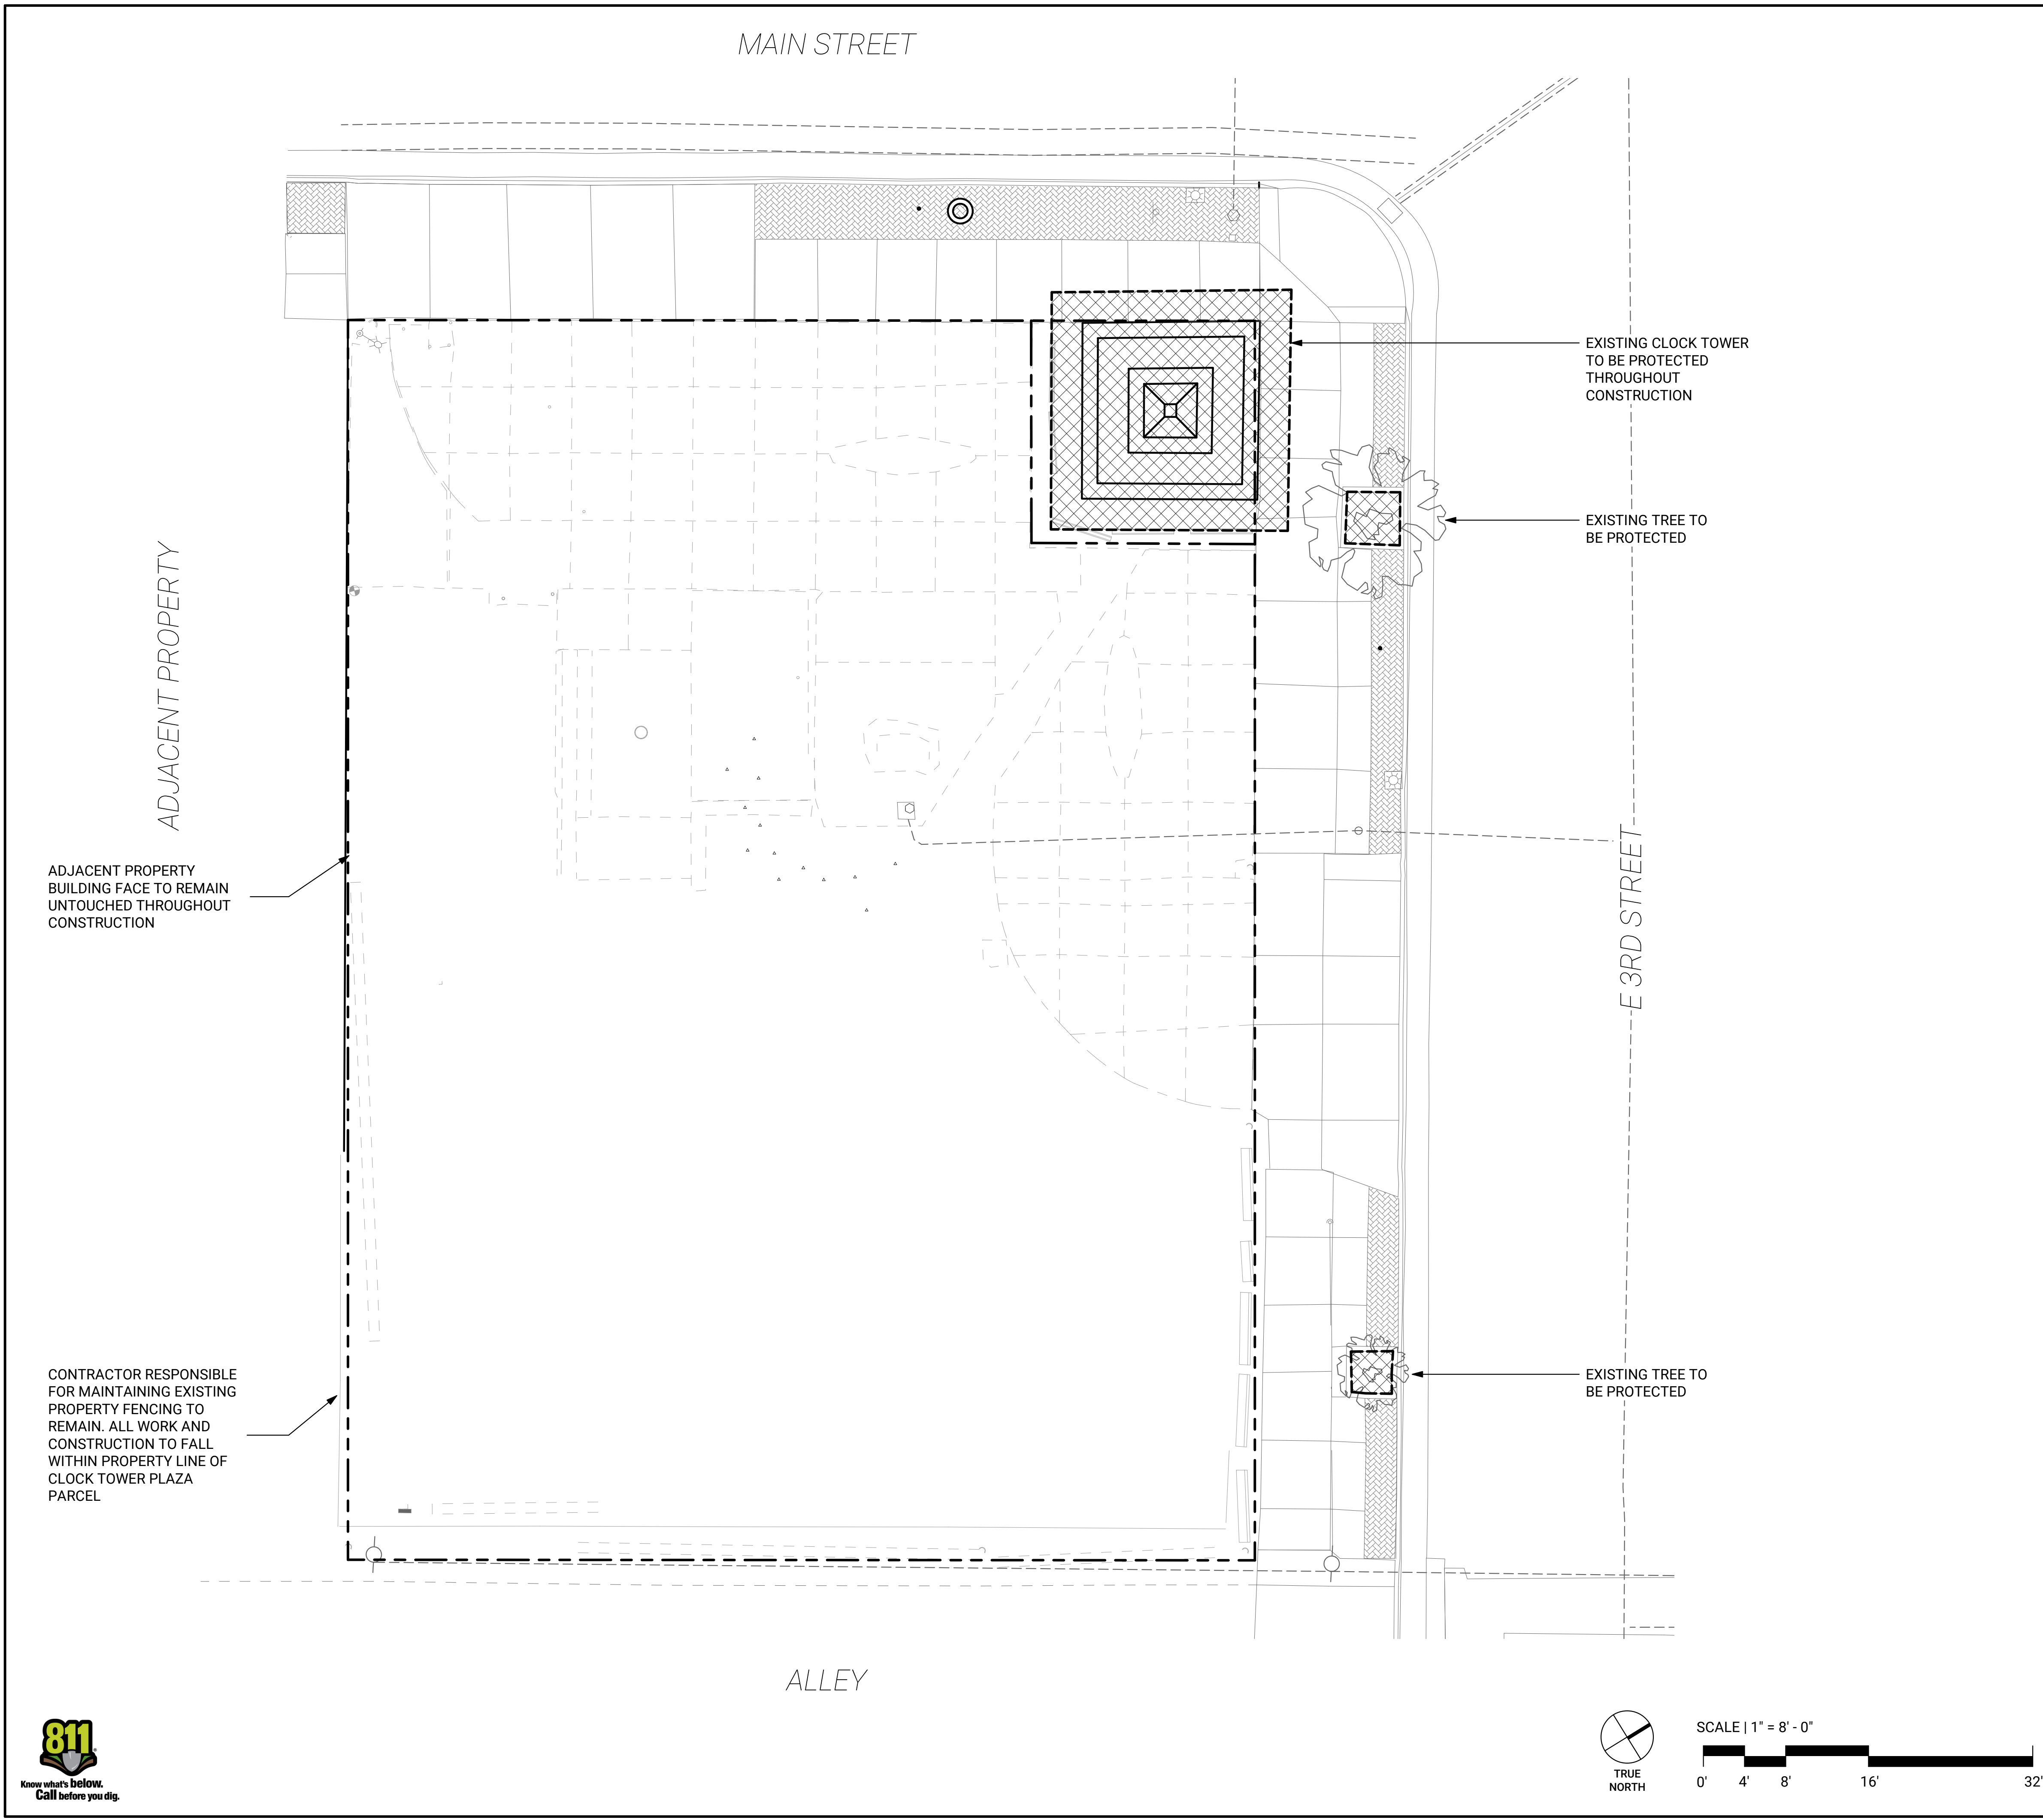 MAIN STREET
EXISTING CLOCK TOWER
TO BE PROTECTED
THROUGHOUT
CONSTRUCTION
EXISTING TREE TO
BE PROTECTED
ADJACENT PROPERTY
E 3RD STREET
ADJACENT PROPERTY
BUILDING FACE TO REMAIN
UNTOUCHED THROUGHOUT
CONSTRUCTION
CONTRACTOR RESPONSIBLE
FOR MAINTAINING EXISTING
PROPERTY FENCING TO
REMAIN. ALL WORK AND
CONSTRUCTION TO FALL
WITHIN PROPERTY LINE OF
CLOCK TOWER PLAZA
PARCEL
EXISTING TREE TO
BE PROTECTED
ALLEY
811
Know what's below.
Call before you dig.
TRUE
NORTH
SCALE | 1" = 8' - 0"
0' 4' 8' 16' 32'